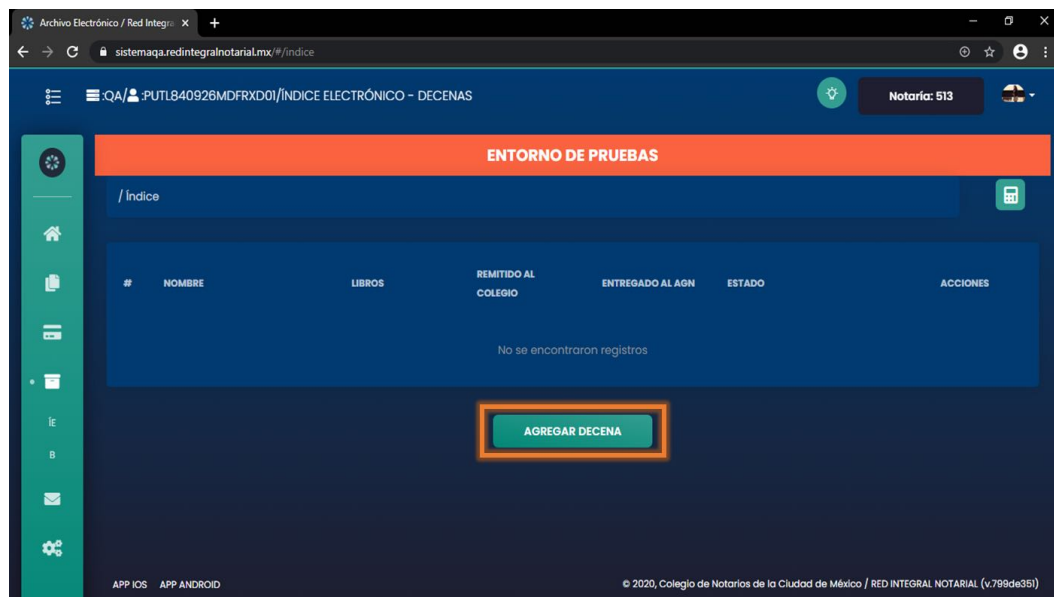 Archivo Electrónico / Red Integra
sistemaqa.redintegralnotarial.mx/#/indice
:QA/ :PUTL840926MDFRXD01/ÍNDICE ELECTRÓNICO - DECENAS
Notaría: 513
ENTORNO DE PRUEBAS
/ Índice
# NOMBRE LIBROS REMITIDO AL COLEGIO ENTREGADO AL AGN ESTADO ACCIONES
No se encontraron registros
AGREGAR DECENA
ÍE
B
APP IOS APP ANDROID
© 2020, Colegio de Notarios de la Ciudad de México / RED INTEGRAL NOTARIAL (v.799de351)